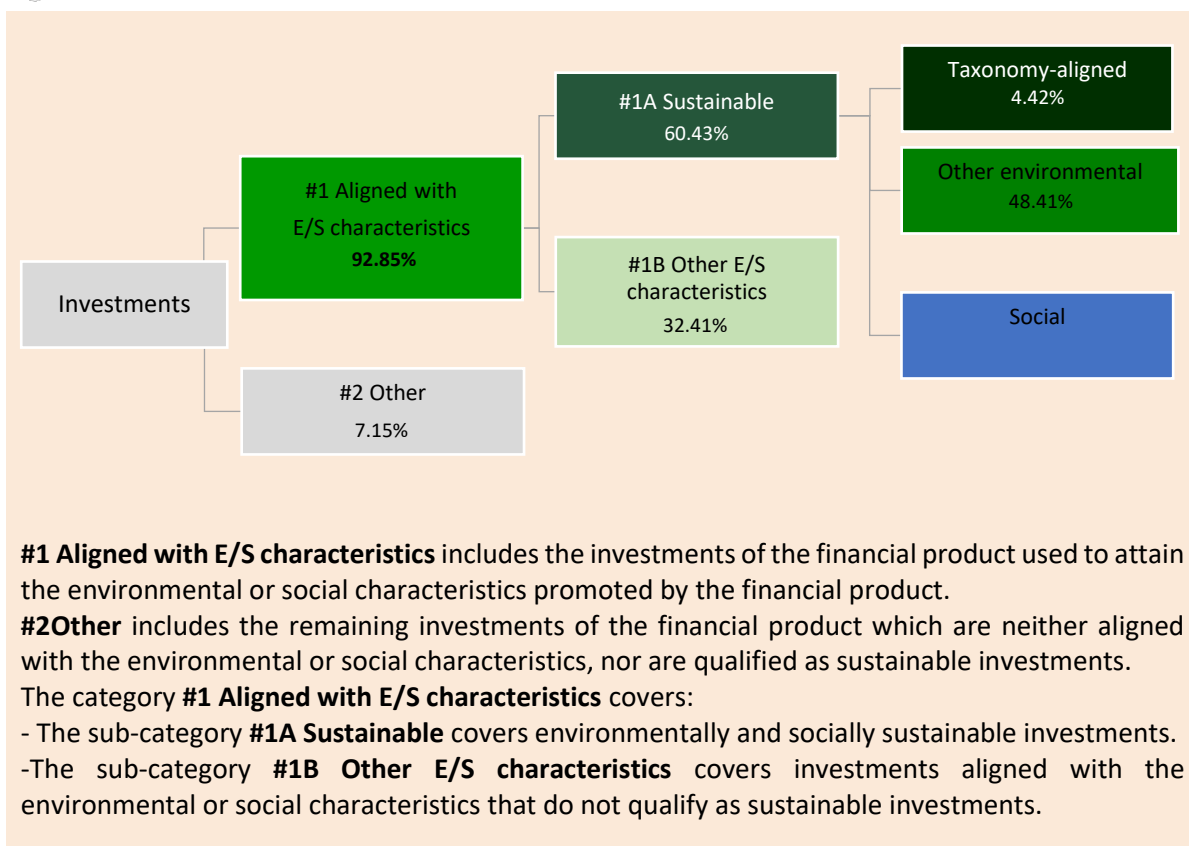 Investments
#1 Aligned with
E/S characteristics
92.85%
#2 Other
7.15%
#1A Sustainable
60.43%
#1B Other E/S
characteristics
32.41%
Taxonomy-aligned
4.42%
Other environmental
48.41%
Social
#1 Aligned with E/S characteristics includes the investments of the financial product used to attain
the environmental or social characteristics promoted by the financial product.
#2Other includes the remaining investments of the financial product which are neither aligned
with the environmental or social characteristics, nor are qualified as sustainable investments.
The category #1 Aligned with E/S characteristics covers:
- The sub-category #1A Sustainable covers environmentally and socially sustainable investments.
-The sub-category #1B Other E/S characteristics covers investments aligned with the
environmental or social characteristics that do not qualify as sustainable investments.